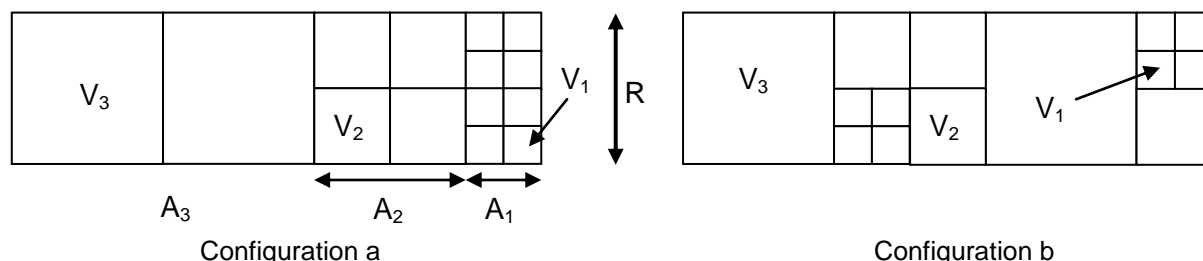 V₃
V₂
V₁
R
A₃
A₂
A₁
Configuration a
V₃
V₂
V₁
Configuration b